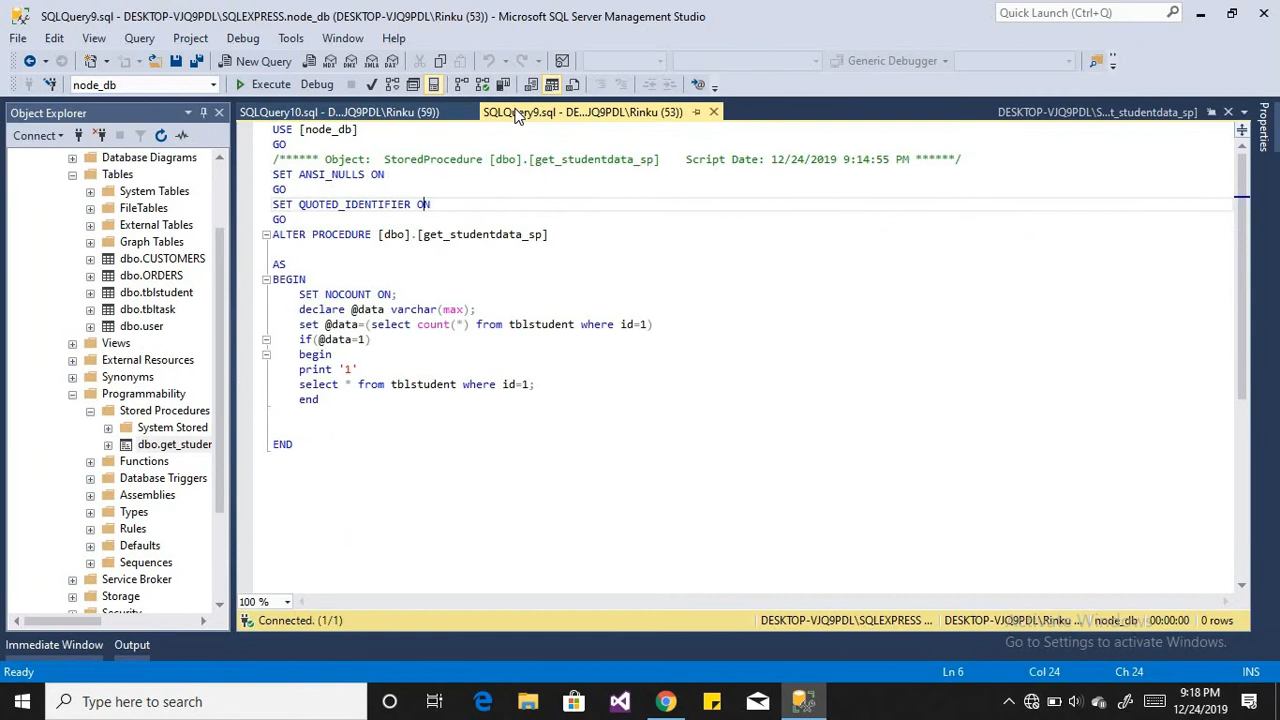 SQLQuery9.sql - DESKTOP-VJQ9PDL\SQLEXPRESS.node_db (DESKTOP-VJQ9PDL\Rinku (53)) - Microsoft SQL Server Management Studio
Quick Launch (Ctrl+Q)
File Edit View Query Project Debug Tools Window Help
New Query
Generic Debugger
node_db
Execute Debug
Object Explorer
SQLQuery10.sql - D...JQ9PDL\Rinku (59))
SQLQuery9.sql - DE...JQ9PDL\Rinku (53))
DESKTOP-VJQ9PDL\S...t_studentdata_sp]
Connect
Database Diagrams
Tables
System Tables
FileTables
External Tables
Graph Tables
dbo.CUSTOMERS
dbo.ORDERS
dbo.tblstudent
dbo.tbltask
dbo.user
Views
External Resources
Synonyms
Programmability
Stored Procedures
System Stored
dbo.get_studer
Functions
Database Triggers
Assemblies
Types
Rules
Defaults
Sequences
Service Broker
Storage
Security
USE [node_db]
GO
/****** Object:  StoredProcedure [dbo].[get_studentdata_sp]    Script Date: 12/24/2019 9:14:55 PM ******/
SET ANSI_NULLS ON
GO
SET QUOTED_IDENTIFIER ON
GO
ALTER PROCEDURE [dbo].[get_studentdata_sp]
AS
BEGIN
SET NOCOUNT ON;
declare @data varchar(max);
set @data=(select count(*) from tblstudent where id=1)
if(@data=1)
begin
print '1'
select * from tblstudent where id=1;
end
END
Properties
100 %
Connected. (1/1)
DESKTOP-VJQ9PDL\SQLEXPRESS ...
DESKTOP-VJQ9PDL\Rinku ...
node_db
00:00:00
0 rows
Activate Windows
Go to Settings to activate Windows.
Immediate Window Output
Ready
Ln 6
Col 24
Ch 24
INS
Type here to search
9:18 PM
12/24/2019